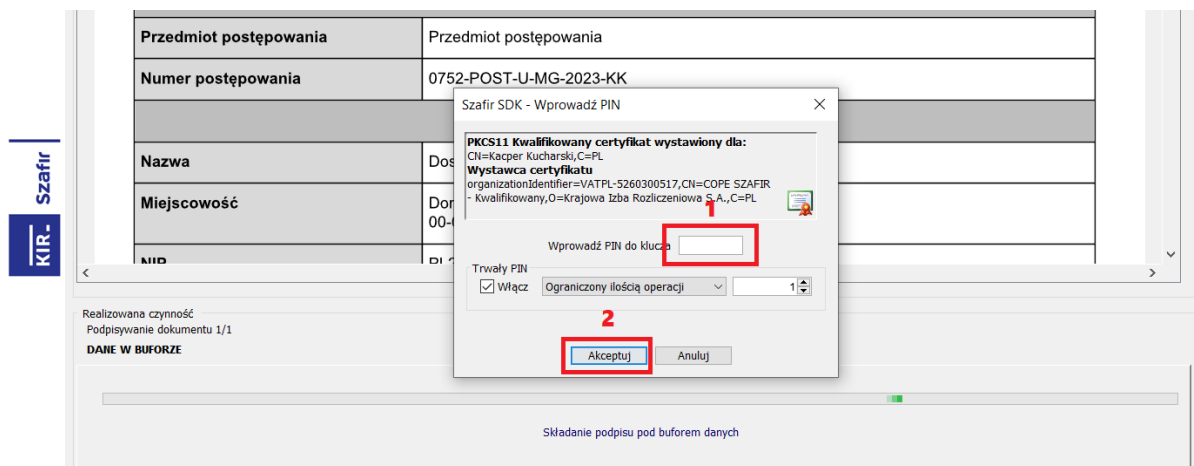 Przedmiot postępowania Przedmiot postępowania
Numer postępowania 0752-POST-U-MG-2023-KK
Szafir SDK - Wprowadź PIN
PKCS11 Kwalifikowany certyfikat wystawiony dla:
CN=Kacper Kucharski,C=PL
Wystawca certyfikatu
organizationIdentifier=VATPL-5260300517,CN=COPE SZAFIR
- Kwalifikowany,O=Krajowa Izba Rozliczeniowa S.A.,C=PL
Nazwa Dos
Miejscowość Dor
00-
1
Wprowadź PIN do klucza
NIP
Trwały PIN
Włącz Ograniczony ilością operacji 1
2
Akceptuj Anuluj
KIR Szafir
Realizowana czynność
Podpisywanie dokumentu 1/1
DANE W BUFORZE
Składanie podpisu pod buforem danych